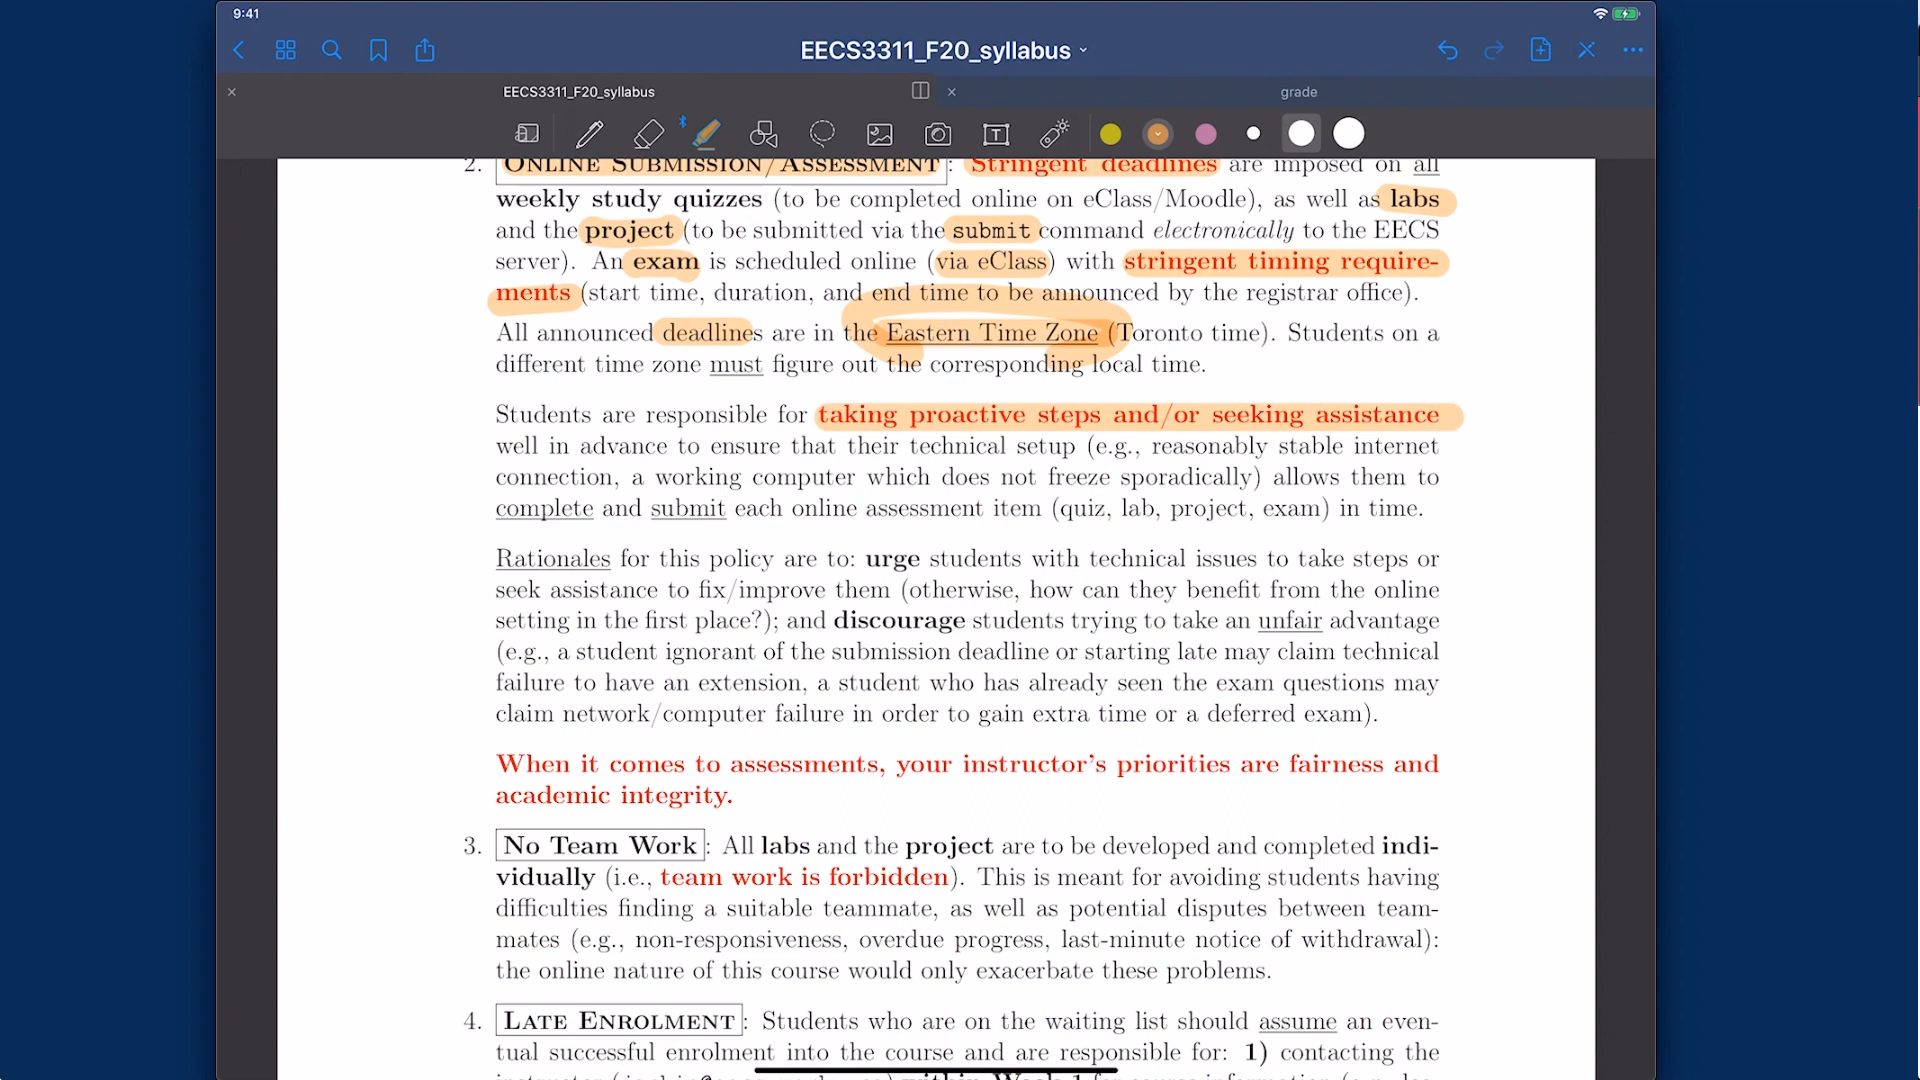 9:41
EECS3311_F20_syllabus
EECS3311_F20_syllabus
grade
2. ONLINE SUBMISSION/ASSESSMENT: Stringent deadlines are imposed on all
weekly study quizzes (to be completed online on eClass/Moodle), as well as labs
and the project (to be submitted via the submit command electronically to the EECS
server). An exam is scheduled online (via eClass) with stringent timing require-
ments (start time, duration, and end time to be announced by the registrar office).
All announced deadlines are in the Eastern Time Zone (Toronto time). Students on a
different time zone must figure out the corresponding local time.
Students are responsible for taking proactive steps and/or seeking assistance
well in advance to ensure that their technical setup (e.g., reasonably stable internet
connection, a working computer which does not freeze sporadically) allows them to
complete and submit each online assessment item (quiz, lab, project, exam) in time.
Rationales for this policy are to: urge students with technical issues to take steps or
seek assistance to fix/improve them (otherwise, how can they benefit from the online
setting in the first place?); and discourage students trying to take an unfair advantage
(e.g., a student ignorant of the submission deadline or starting late may claim technical
failure to have an extension, a student who has already seen the exam questions may
claim network/computer failure in order to gain extra time or a deferred exam).
When it comes to assessments, your instructor's priorities are fairness and
academic integrity.
3. No Team Work: All labs and the project are to be developed and completed indi-
vidually (i.e., team work is forbidden). This is meant for avoiding students having
difficulties finding a suitable teammate, as well as potential disputes between team-
mates (e.g., non-responsiveness, overdue progress, last-minute notice of withdrawal):
the online nature of this course would only exacerbate these problems.
4. LATE ENROLMENT: Students who are on the waiting list should assume an even-
tual successful enrolment into the course and are responsible for: 1) contacting the